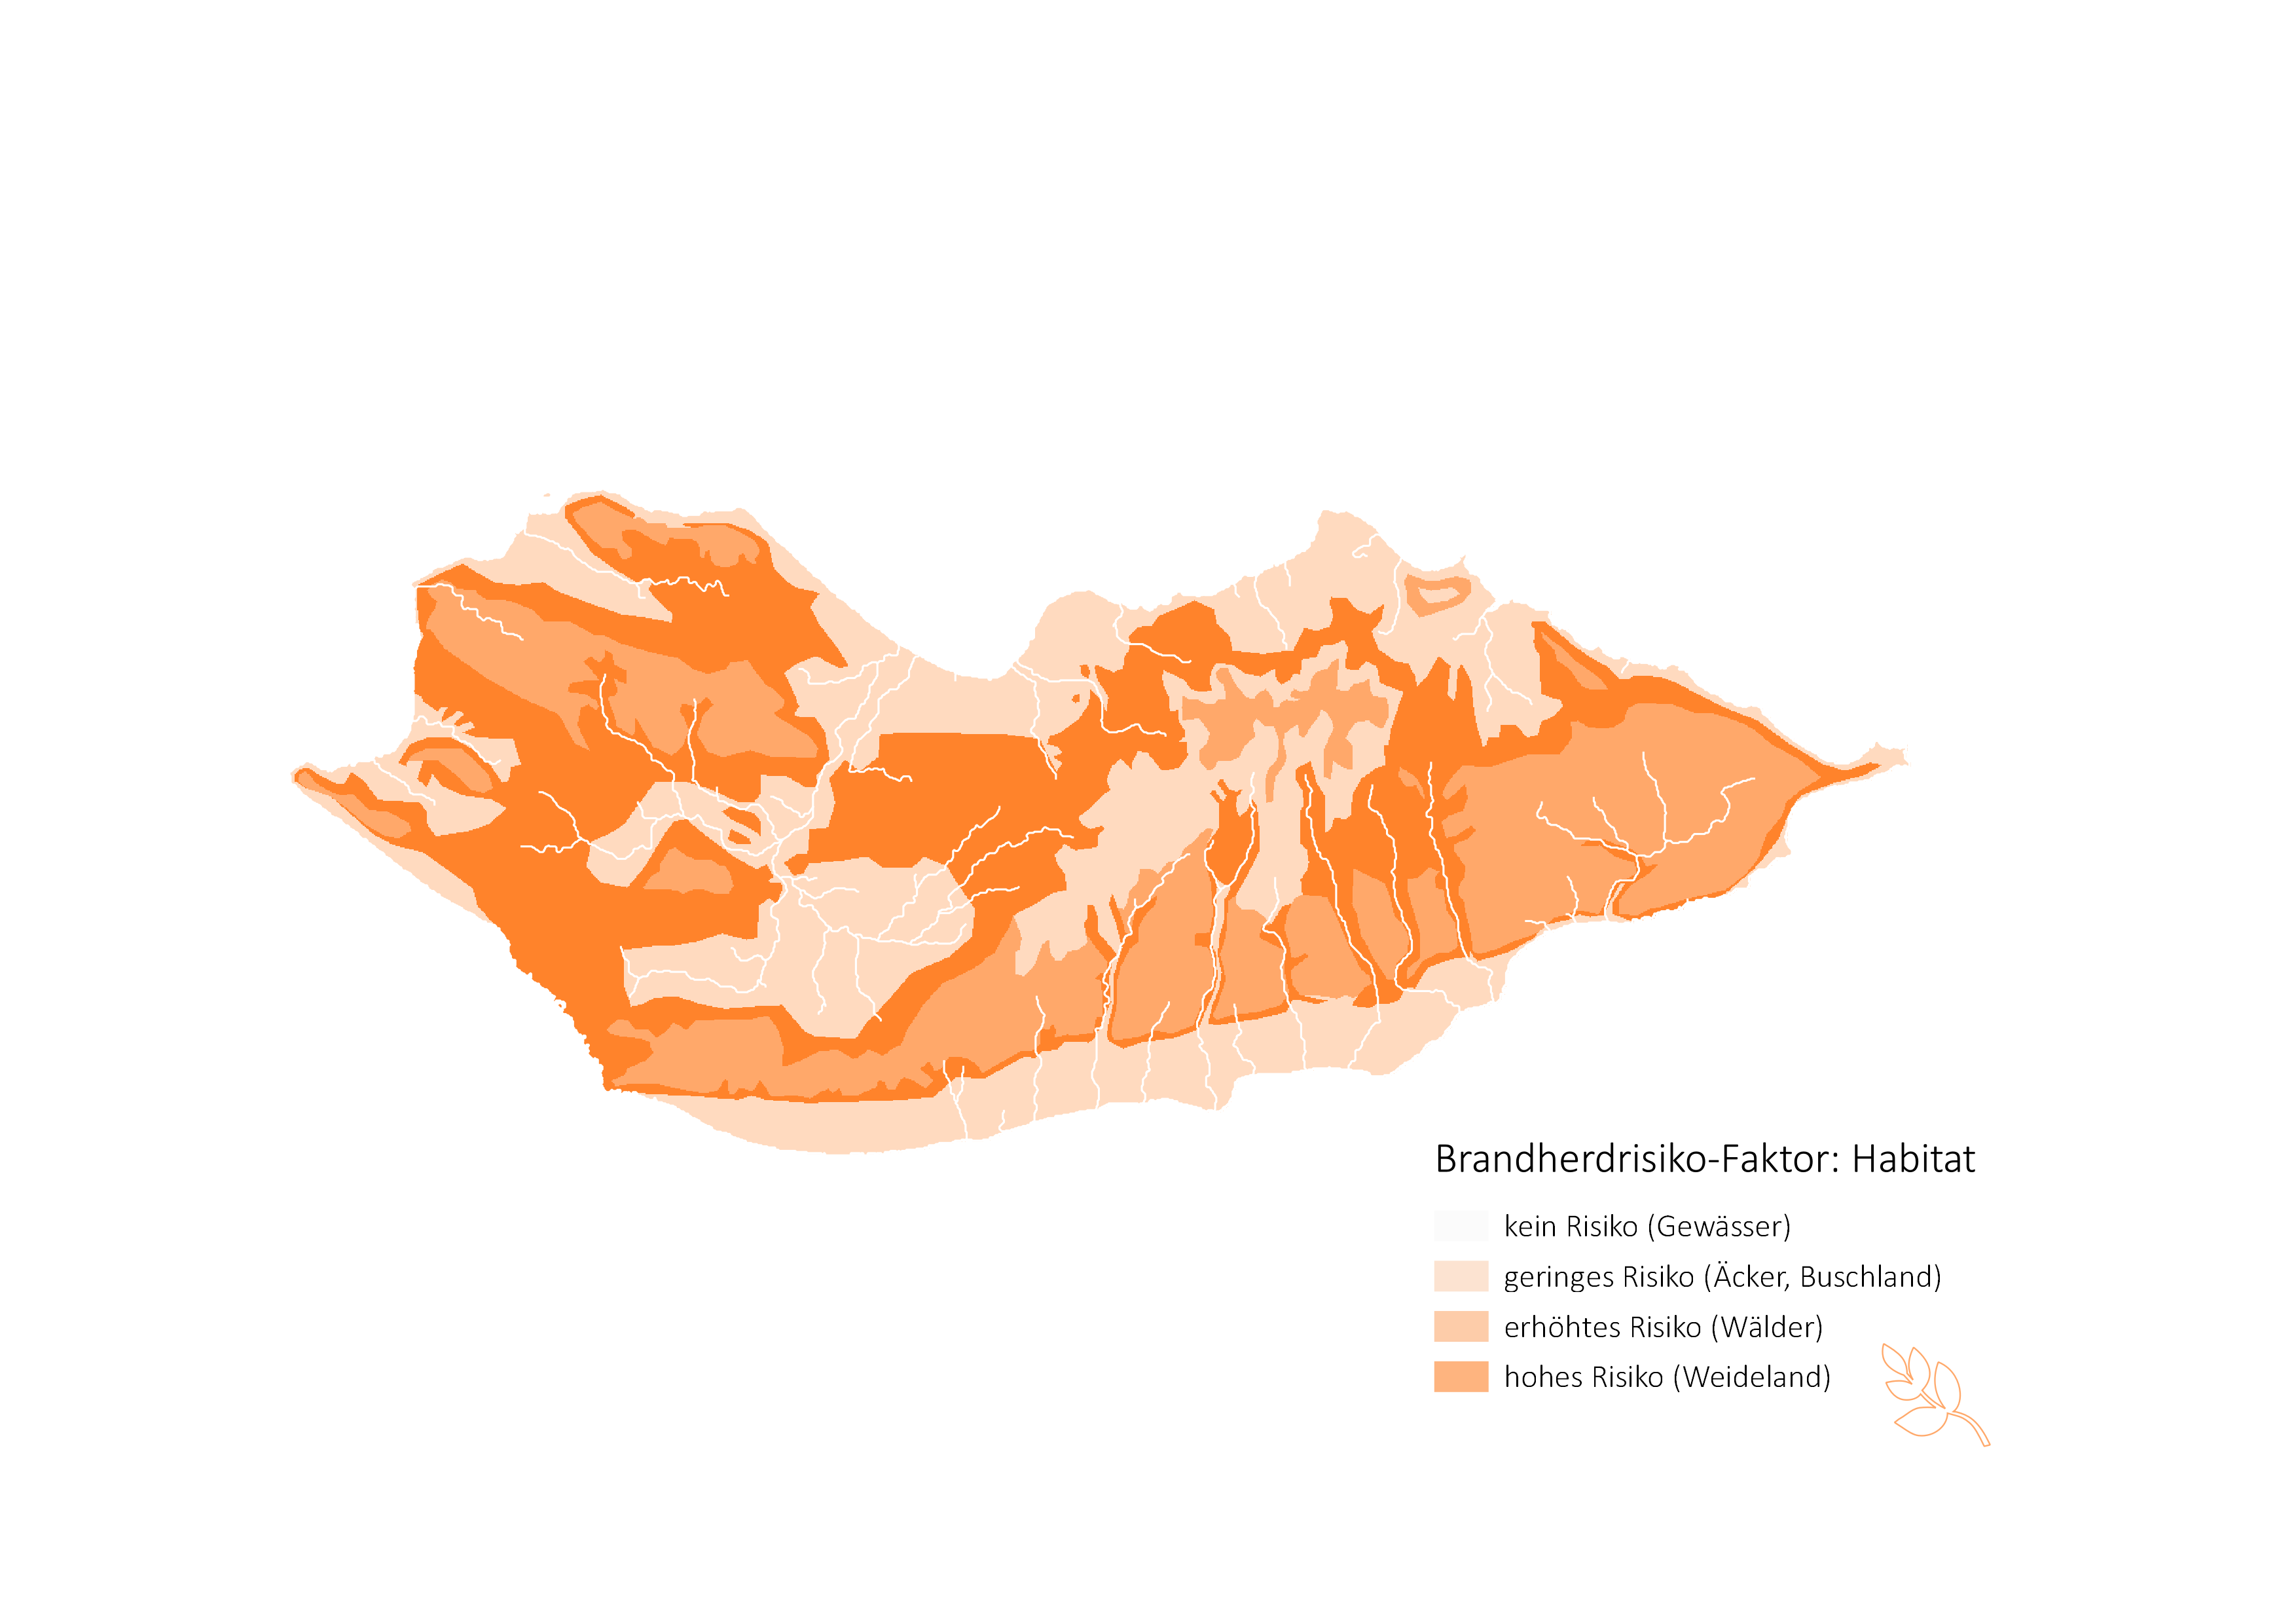 Brandherdrisiko-Faktor: Habitat
kein Risiko (Gewässer)
geringes Risiko (Äcker, Buschland)
erhöhtes Risiko (Wälder)
hohes Risiko (Weideland)